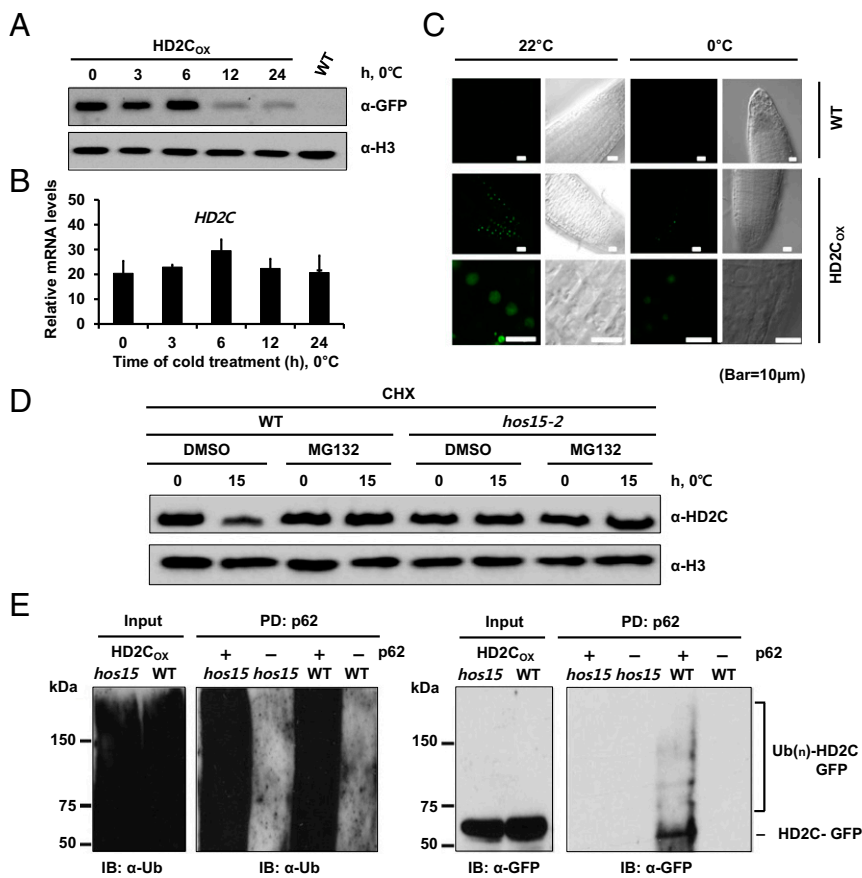 A
HD2COX
0 3 6 12 24 WT h, 0℃
α-GFP
α-H3
B
HD2C
Relative mRNA levels
50
40
30
20
10
0
0 3 6 12 24
Time of cold treatment (h), 0°C
C
22°C 0°C
WT
HD2COX
(Bar=10μm)
D
CHX
WT hos15-2
DMSO MG132 DMSO MG132
0 15 0 15 0 15 0 15 h, 0℃
α-HD2C
α-H3
E
Input PD: p62
HD2COX + − + − p62
hos15 WT hos15 hos15 WT WT
kDa
150
75
50
IB: α-Ub IB: α-Ub
Input PD: p62
HD2COX + − + − p62
hos15 WT hos15 hos15 WT WT
kDa
150
75
50
Ub(n)-HD2C
GFP
HD2C- GFP
IB: α-GFP IB: α-GFP